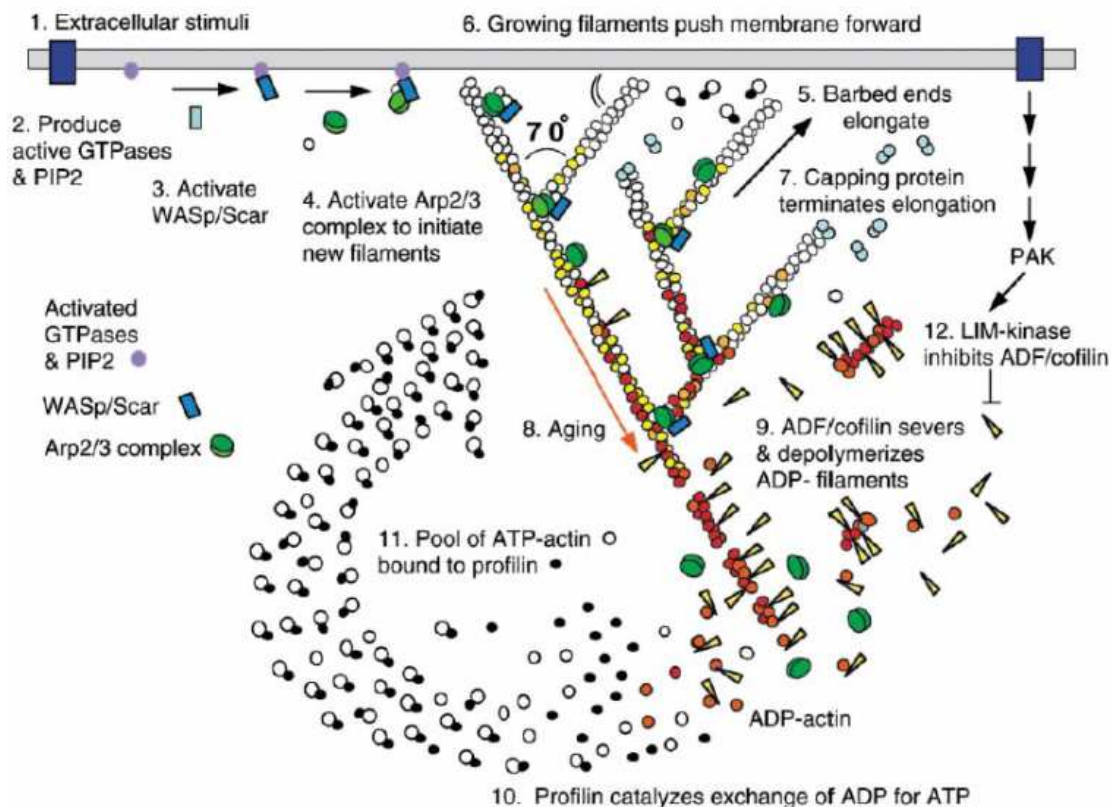 1. Extracellular stimuli
6. Growing filaments push membrane forward
2. Produce
active GTPases
& PIP2
3. Activate
WASp/Scar
4. Activate Arp2/3
complex to initiate
new filaments
70°
5. Barbed ends
elongate
7. Capping protein
terminates elongation
PAK
12. LIM-kinase
inhibits ADF/cofilin
Activated
GTPases
& PIP2
WASp/Scar
Arp2/3 complex
8. Aging
9. ADF/cofilin severs
& depolymerizes
ADP- filaments
11. Pool of ATP-actin
bound to profilin
ADP-actin
10. Profilin catalyzes exchange of ADP for ATP